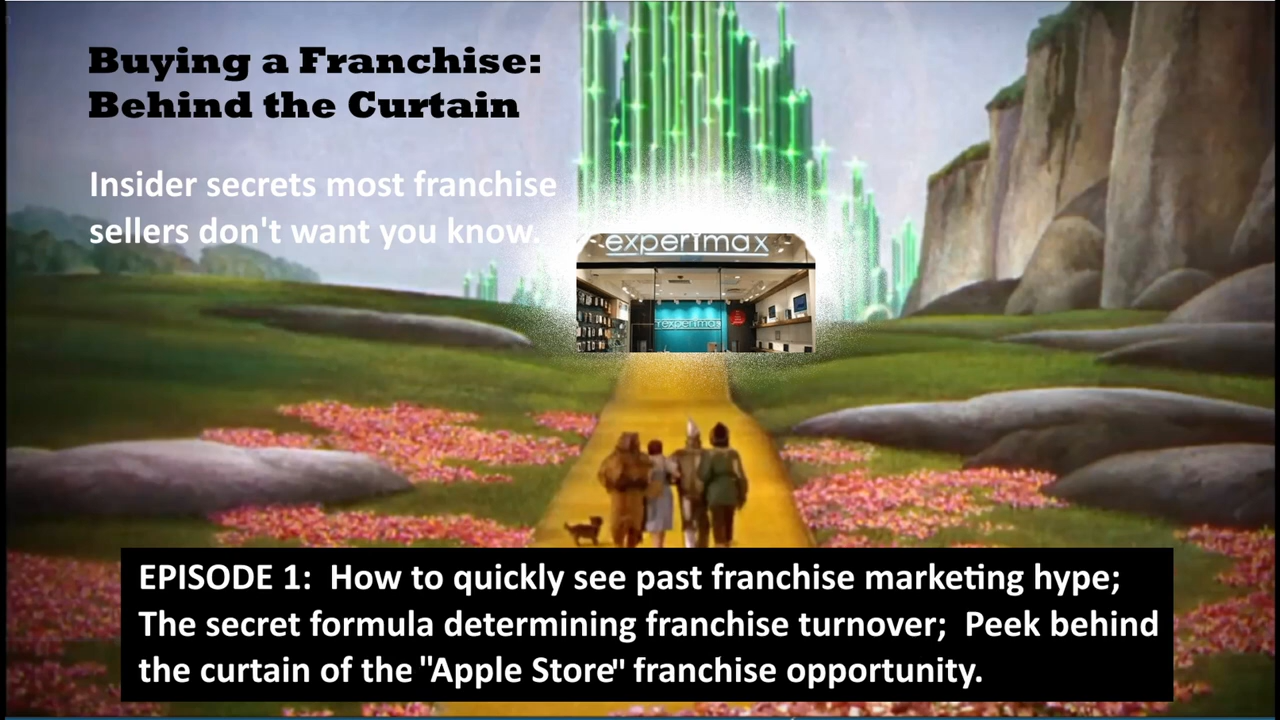 Buying a Franchise:
Behind the Curtain
Insider secrets most franchise
sellers don't want you know.
experimax
experimax
EPISODE 1:  How to quickly see past franchise marketing hype;
The secret formula determining franchise turnover;  Peek behind
the curtain of the "Apple Store" franchise opportunity.